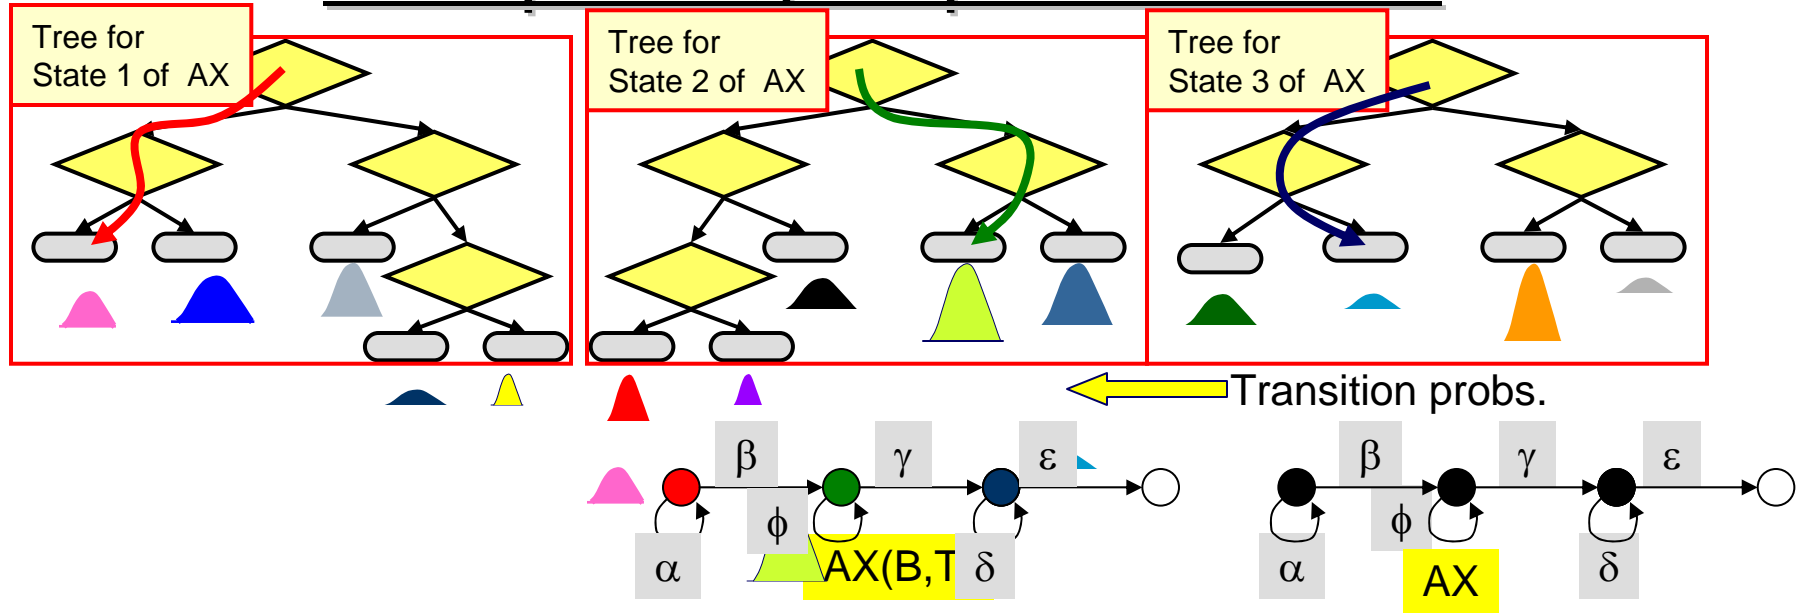 Tree for
State 1 of AX
Tree for
State 2 of AX
Tree for
State 3 of AX
Transition probs.
β γ ε
ϕ
α δ
AX(B,T
β γ ε
ϕ
α δ
AX